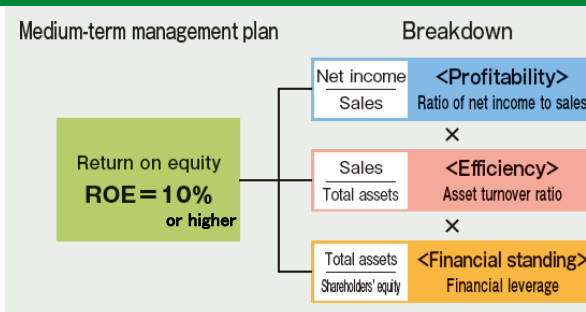 Medium-term management plan
Breakdown
Return on equity
ROE=10%
or higher
Net income
Sales
<Profitability>
Ratio of net income to sales
×
Sales
Total assets
<Efficiency>
Asset turnover ratio
×
Total assets
Shareholders' equity
<Financial standing>
Financial leverage